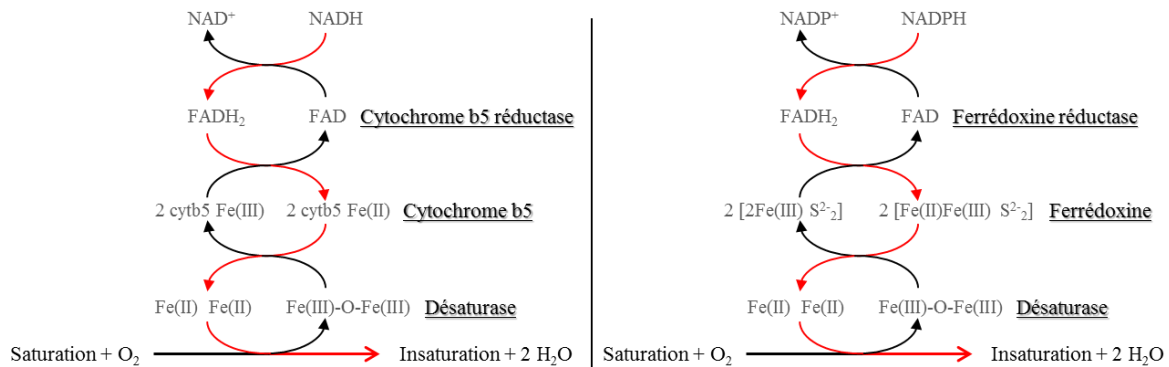 NAD⁺ NADH
FADH₂ FAD Cytochrome b5 réductase
2 cytb5 Fe(III) 2 cytb5 Fe(II) Cytochrome b5
Fe(II) Fe(II) Fe(III)-O-Fe(III) Désaturase
Saturation + O₂ Insaturation + 2 H₂O
NADP⁺ NADPH
FADH₂ FAD Ferrédoxine réductase
2 [2Fe(III) S²⁻₂] 2 [Fe(II)Fe(III) S²⁻₂] Ferrédoxine
Fe(II) Fe(II) Fe(III)-O-Fe(III) Désaturase
Saturation + O₂ Insaturation + 2 H₂O